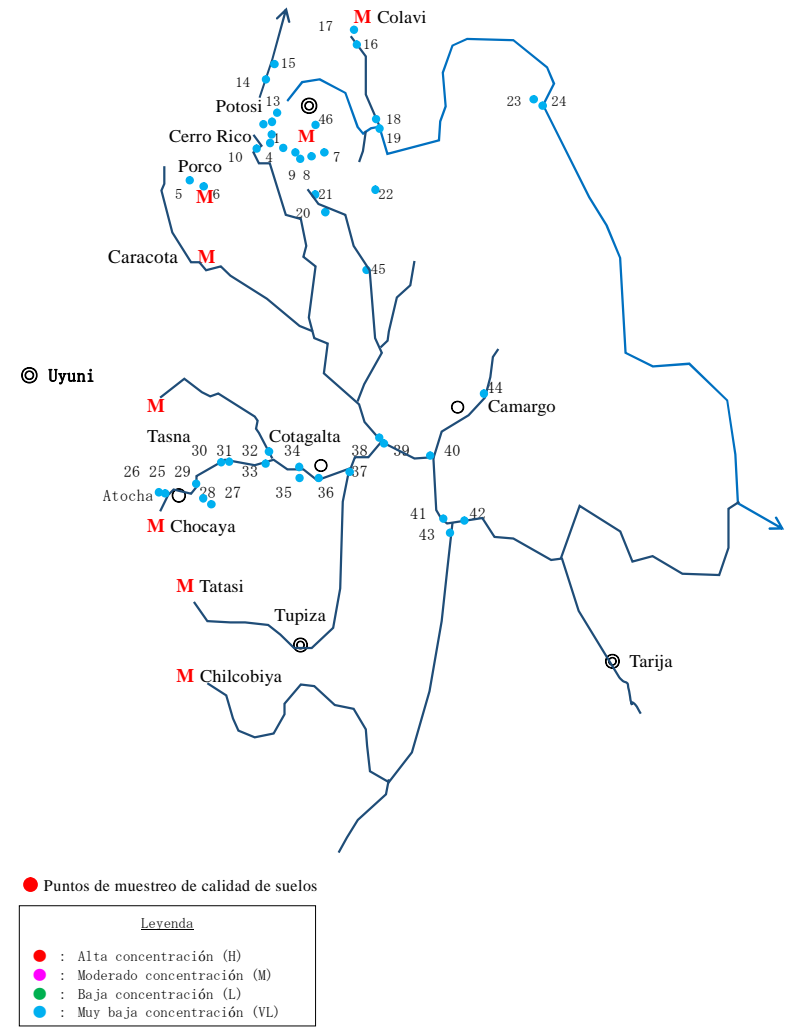 17
M Colavi
16
15
14
13
Potosi
46
18
23
24
Cerro Rico
1
M
19
10
4
9
8
7
Porco
5
6
M
21
22
20
Caracota
M
45
Uyuni
44
M
Camargo
Tasna
32
Cotagalta
30
31
34
38
39
40
33
37
26
25
29
35
36
Atocha
28
27
M Chocaya
41
42
43
M Tatasi
Tupiza
Tarija
M Chilcobiya
Puntos de muestreo de calidad de suelos
Leyenda
: Alta concentración (H)
: Moderado concentración (M)
: Baja concentración (L)
: Muy baja concentración (VL)